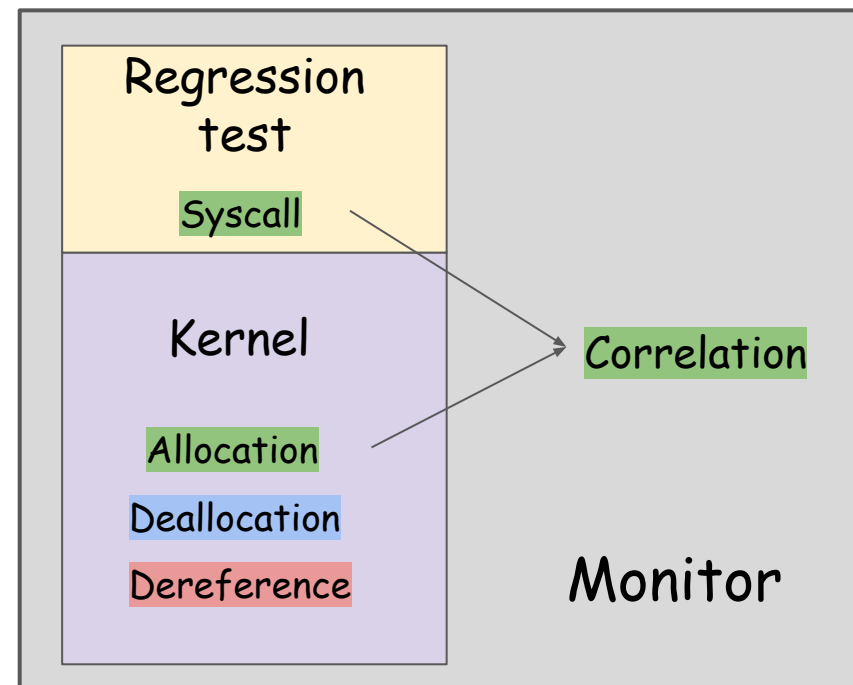 Regression
test
Syscall
Kernel
Correlation
Allocation
Deallocation
Dereference
Monitor